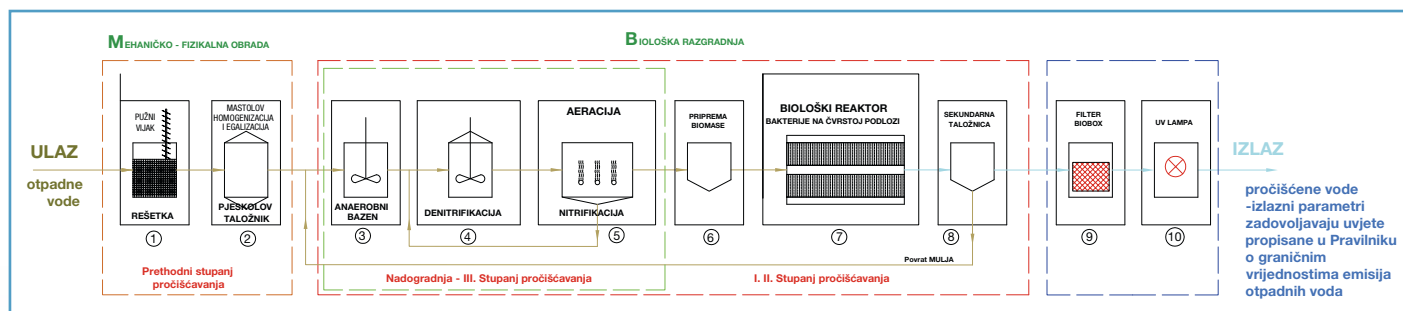 MEHANIČKO - FIZIKALNA OBRADA
BIOLOŠKA RAZGRADNJA
ULAZ
otpadne
vode
PUŽNI
VIJAK
REŠETKA
1
MASTOLOV
HOMOGENIZACIJA
I EGALIZACIJA
PJESKOLOV
TALOŽNIK
2
Prethodni stupanj
pročišćavanja
ANAEROBNI
BAZEN
3
DENITRIFIKACIJA
4
AERACIJA
NITRIFIKACIJA
5
Nadogradnja - III. Stupanj pročišćavanja
PRIPREMA
BIOMASE
6
BIOLOŠKI REAKTOR
BAKTERIJE NA ČVRSTOJ PODLOZI
7
SEKUNDARNA
TALOŽNICA
8
Povrat MULJA
I. II. Stupanj pročišćavanja
FILTER
BIOBOX
9
UV LAMPA
10
IZLAZ
pročišćene vode
-izlazni parametri
zadovoljavaju uvjete
propisane u Pravilniku
o graničnim
vrijednostima emisija
otpadnih voda